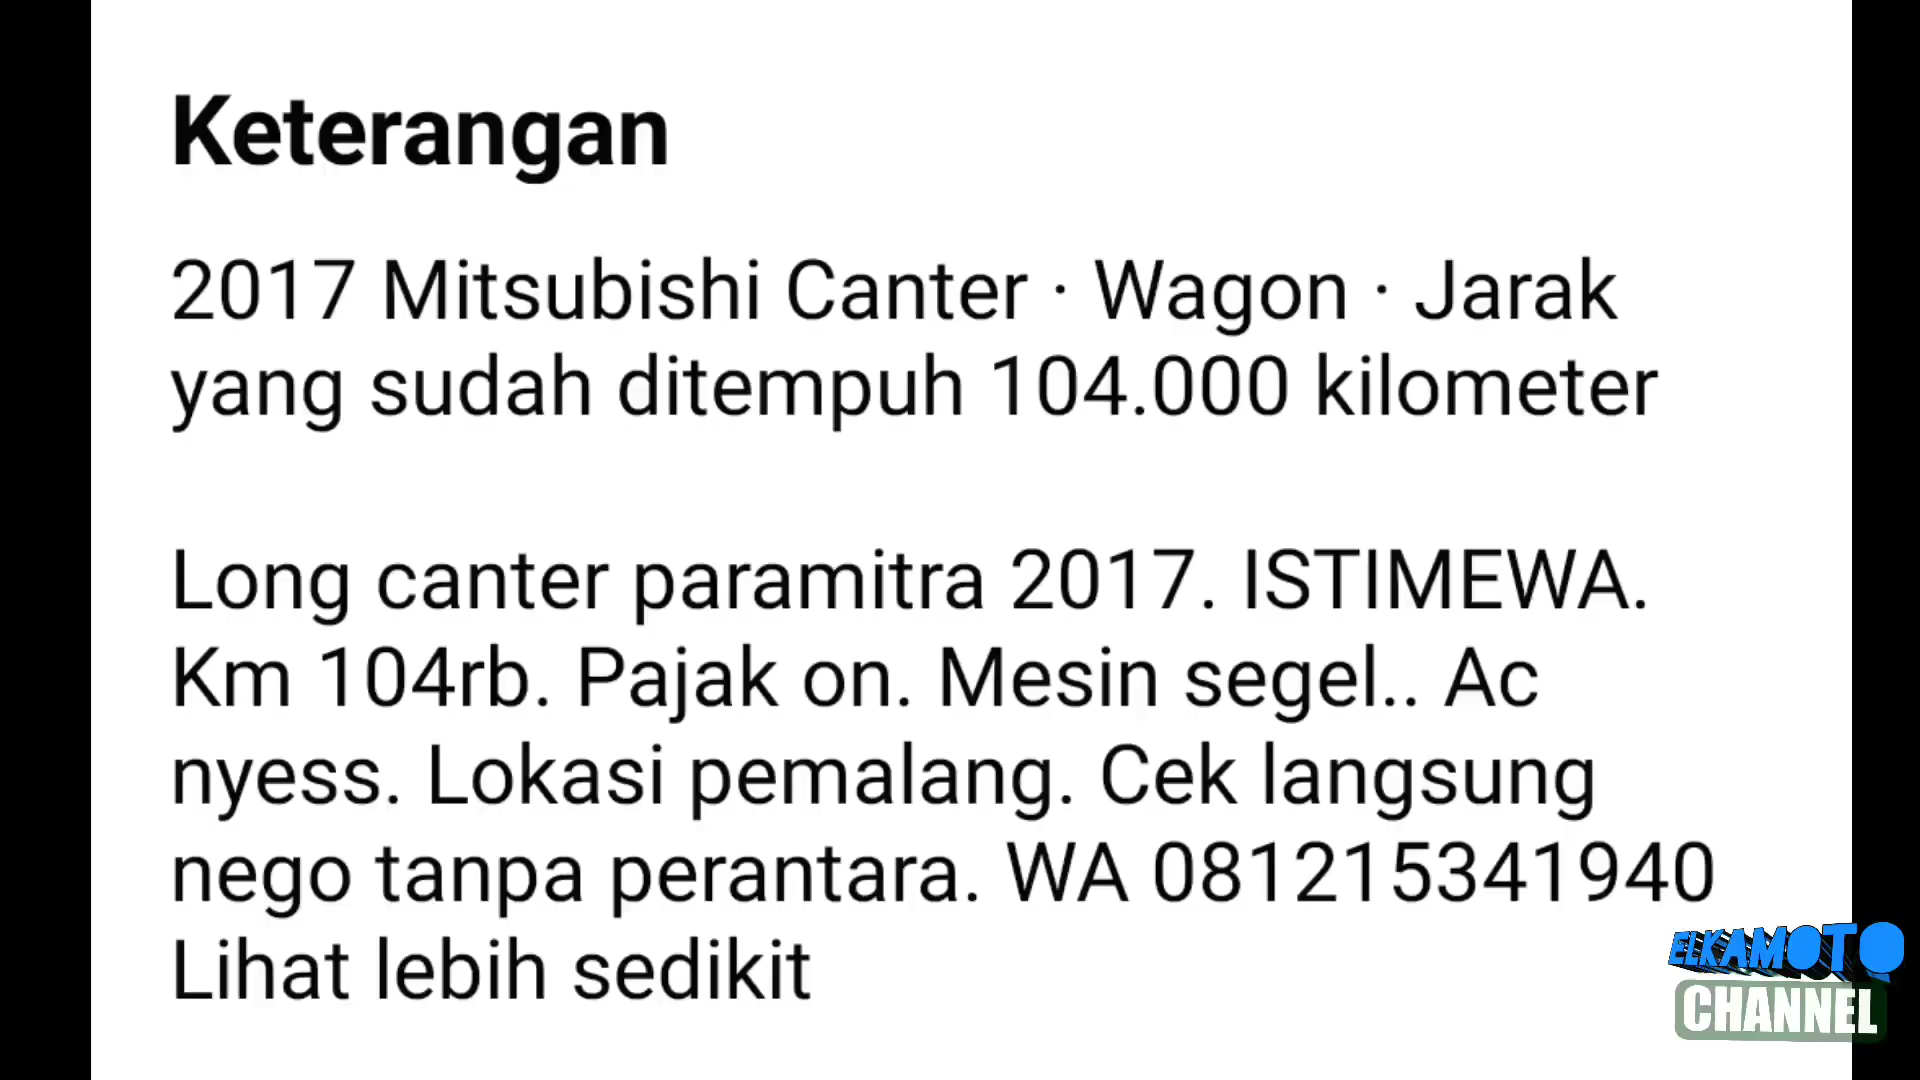 Keterangan
2017 Mitsubishi Canter · Wagon · Jarak
yang sudah ditempuh 104.000 kilometer
Long canter paramitra 2017. ISTIMEWA.
Km 104rb. Pajak on. Mesin segel.. Ac
nyess. Lokasi pemalang. Cek langsung
nego tanpa perantara. WA 081215341940
Lihat lebih sedikit
ELKAMOTO
CHANNEL